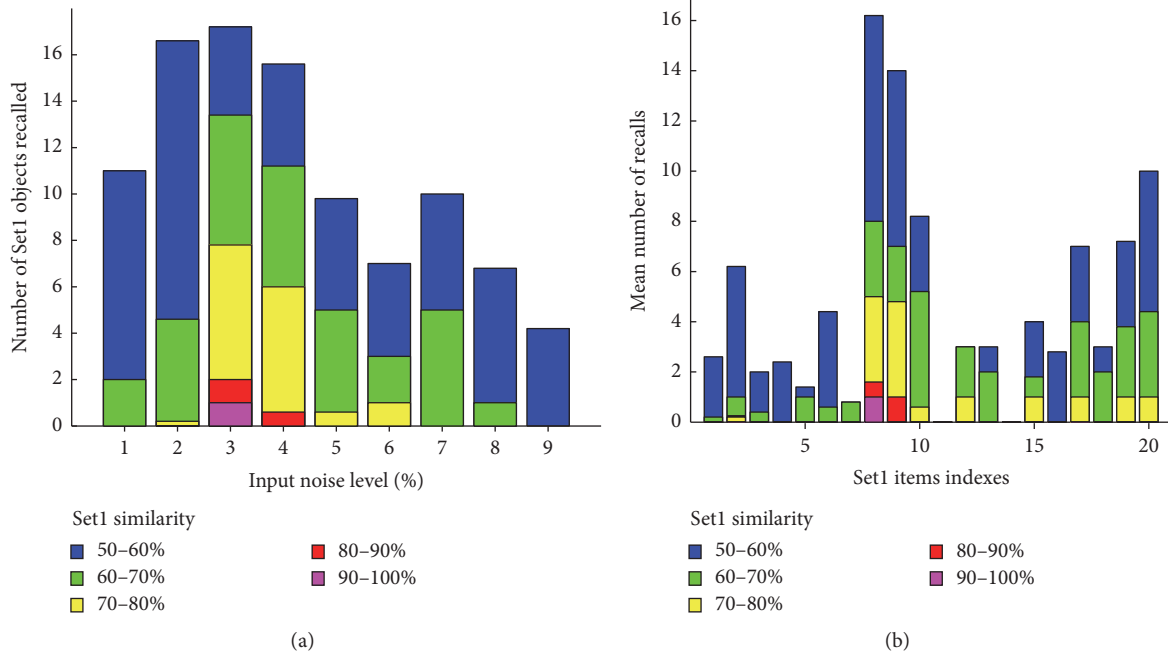 16
14
12
10
8
6
4
2
0
Number of Set1 objects recalled
1 2 3 4 5 6 7 8 9
Input noise level (%)
Set1 similarity
50–60%
60–70%
70–80%
80–90%
90–100%
(a)
16
14
12
10
8
6
4
2
0
Mean number of recalls
5 10 15 20
Set1 items indexes
Set1 similarity
50–60%
60–70%
70–80%
80–90%
90–100%
(b)